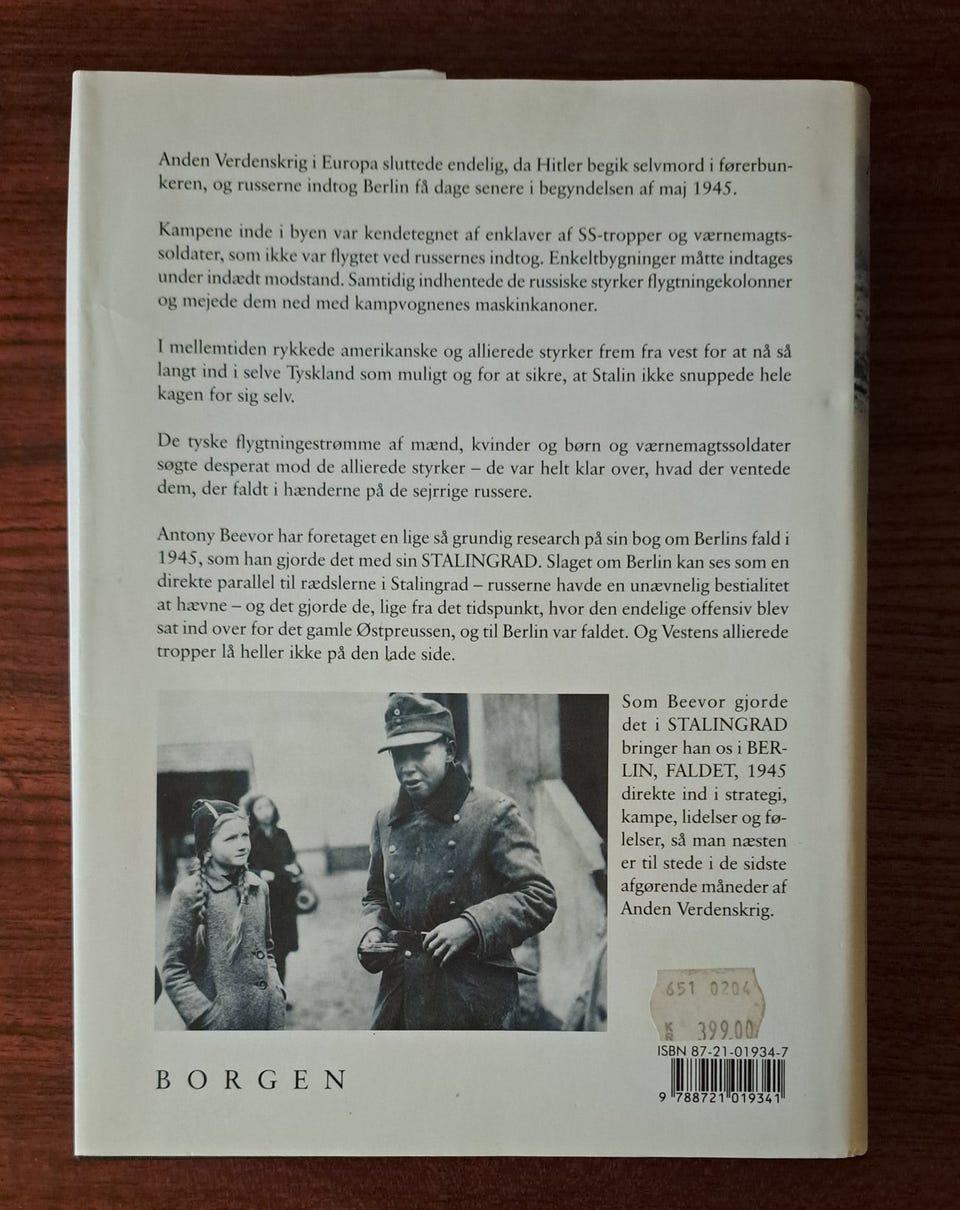 Anden Verdenskrig i Europa sluttede endelig, da Hitler begik selvmord i førerbun-
keren, og russerne indtog Berlin få dage senere i begyndelsen af maj 1945.
Kampene inde i byen var kendetegnet af enklaver af SS-tropper og værnemagts-
soldater, som ikke var flygtet ved russernes indtog. Enkeltbygninger måtte indtages
under indædt modstand. Samtidig indhentede de russiske styrker flygtningekolonner
og mejede dem ned med kampvognenes maskinkanoner.
I mellemtiden rykkede amerikanske og allierede styrker frem fra vest for at nå så
langt ind i selve Tyskland som muligt og for at sikre, at Stalin ikke snuppede hele
kagen for sig selv.
De tyske flygtningestrømme af mænd, kvinder og børn og værnemagtssoldater
søgte desperat mod de allierede styrker – de var helt klar over, hvad der ventede
dem, der faldt i hænderne på de sejrrige russere.
Antony Beevor har foretaget en lige så grundig research på sin bog om Berlins fald i
1945, som han gjorde det med sin STALINGRAD. Slaget om Berlin kan ses som en
direkte parallel til rædslerne i Stalingrad – russerne havde en unævnelig bestialitet
at hævne – og det gjorde de, lige fra det tidspunkt, hvor den endelige offensiv blev
sat ind over for det gamle Østpreussen, og til Berlin var faldet. Og Vestens allierede
tropper lå heller ikke på den lade side.
Som Beevor gjorde
det i STALINGRAD
bringer han os i BER-
LIN, FALDET, 1945
direkte ind i strategi,
kampe, lidelser og fø-
lelser, så man næsten
er til stede i de sidste
afgørende måneder af
Anden Verdenskrig.
651 0204
399.00
ISBN 87-21-01934-7
9 788721 019341
BORGEN